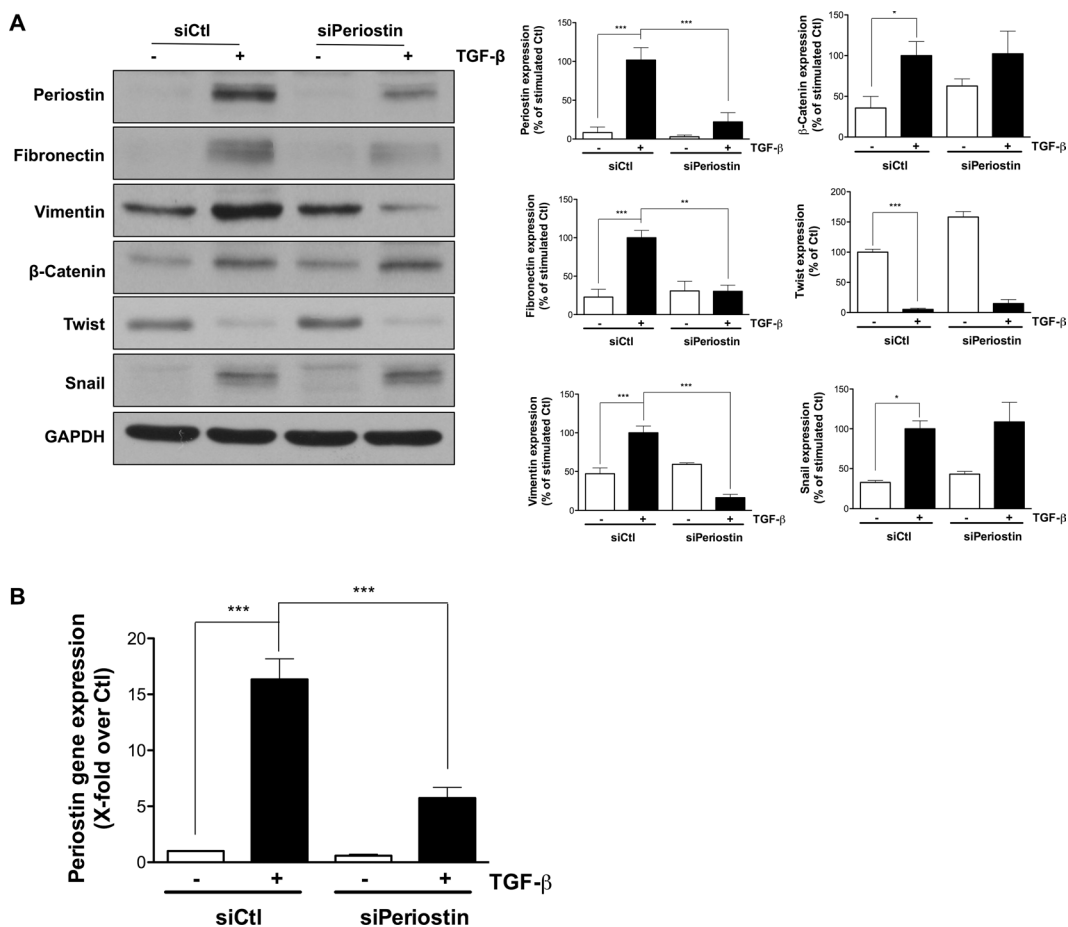 A
siCtl siPeriostin
- + - + TGF-β
Periostin
Fibronectin
Vimentin
β-Catenin
Twist
Snail
GAPDH
Periostin expression
(% of stimulated Ctl)
150
100
50
0
*** ***
- + - + TGF-β
siCtl siPeriostin
β-Catenin expression
(% of stimulated Ctl)
150
100
50
0
- + - + TGF-β
siCtl siPeriostin
Fibronectin expression
(% of stimulated Ctl)
150
100
50
0
*** **
- + - + TGF-β
siCtl siPeriostin
Twist expression
(% of Ctl)
200
150
100
50
0
***
- + - + TGF-β
siCtl siPeriostin
Vimentin expression
(% of stimulated Ctl)
150
100
50
0
*** ***
- + - + TGF-β
siCtl siPeriostin
Snail expression
(% of stimulated Ctl)
150
100
50
0
*
- + - + TGF-β
siCtl siPeriostin
B
Periostin gene expression
(X-fold over Ctl)
20
15
10
5
0
*** ***
- + - + TGF-β
siCtl siPeriostin